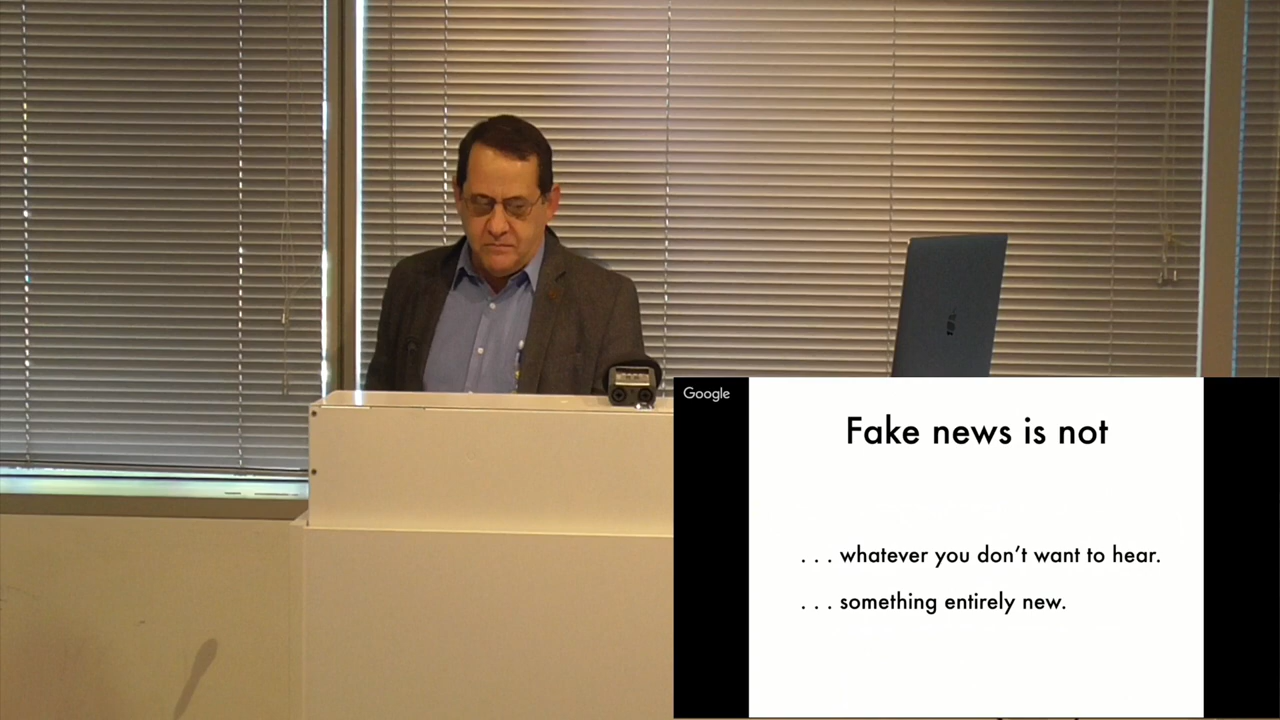 Google
Fake news is not
. . . whatever you don’t want to hear.
. . . something entirely new.